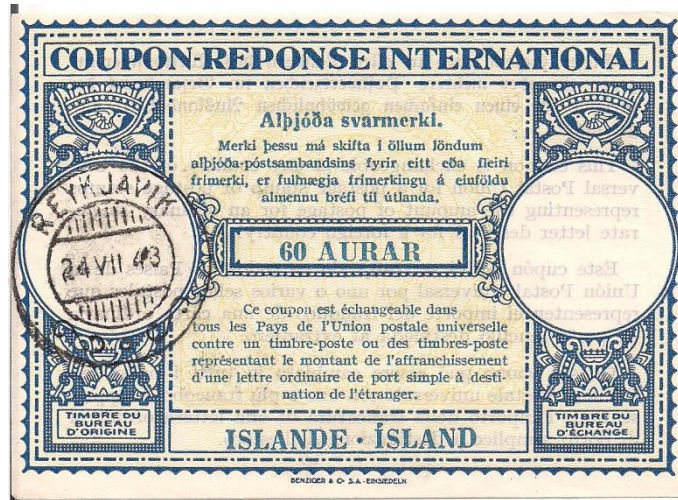 COUPON-REPONSE INTERNATIONAL
Alþjóða svarmerki.
Merki þessu má skifta í öllum löndum
alþjóða-póstsambandsins fyrir eitt eða fleiri
frímerki, er fullnægja frímerkingu á einföldu
almennu bréfi til útlanda.
REYKJAVIK
24 VII 43
60 AURAR
Ce coupon est échangeable dans
tous les Pays de l'Union postale universelle
contre un timbre-poste ou des timbres-poste
représentant le montant de l'affranchissement
d'une lettre ordinaire de port simple à desti-
nation de l'étranger.
TIMBRE DU
BUREAU
D'ORIGINE
TIMBRE DU
BUREAU
D'ÉCHANGE
ISLANDE · ÍSLAND
BENZIGER & Co S.A. - EINSIEDELN